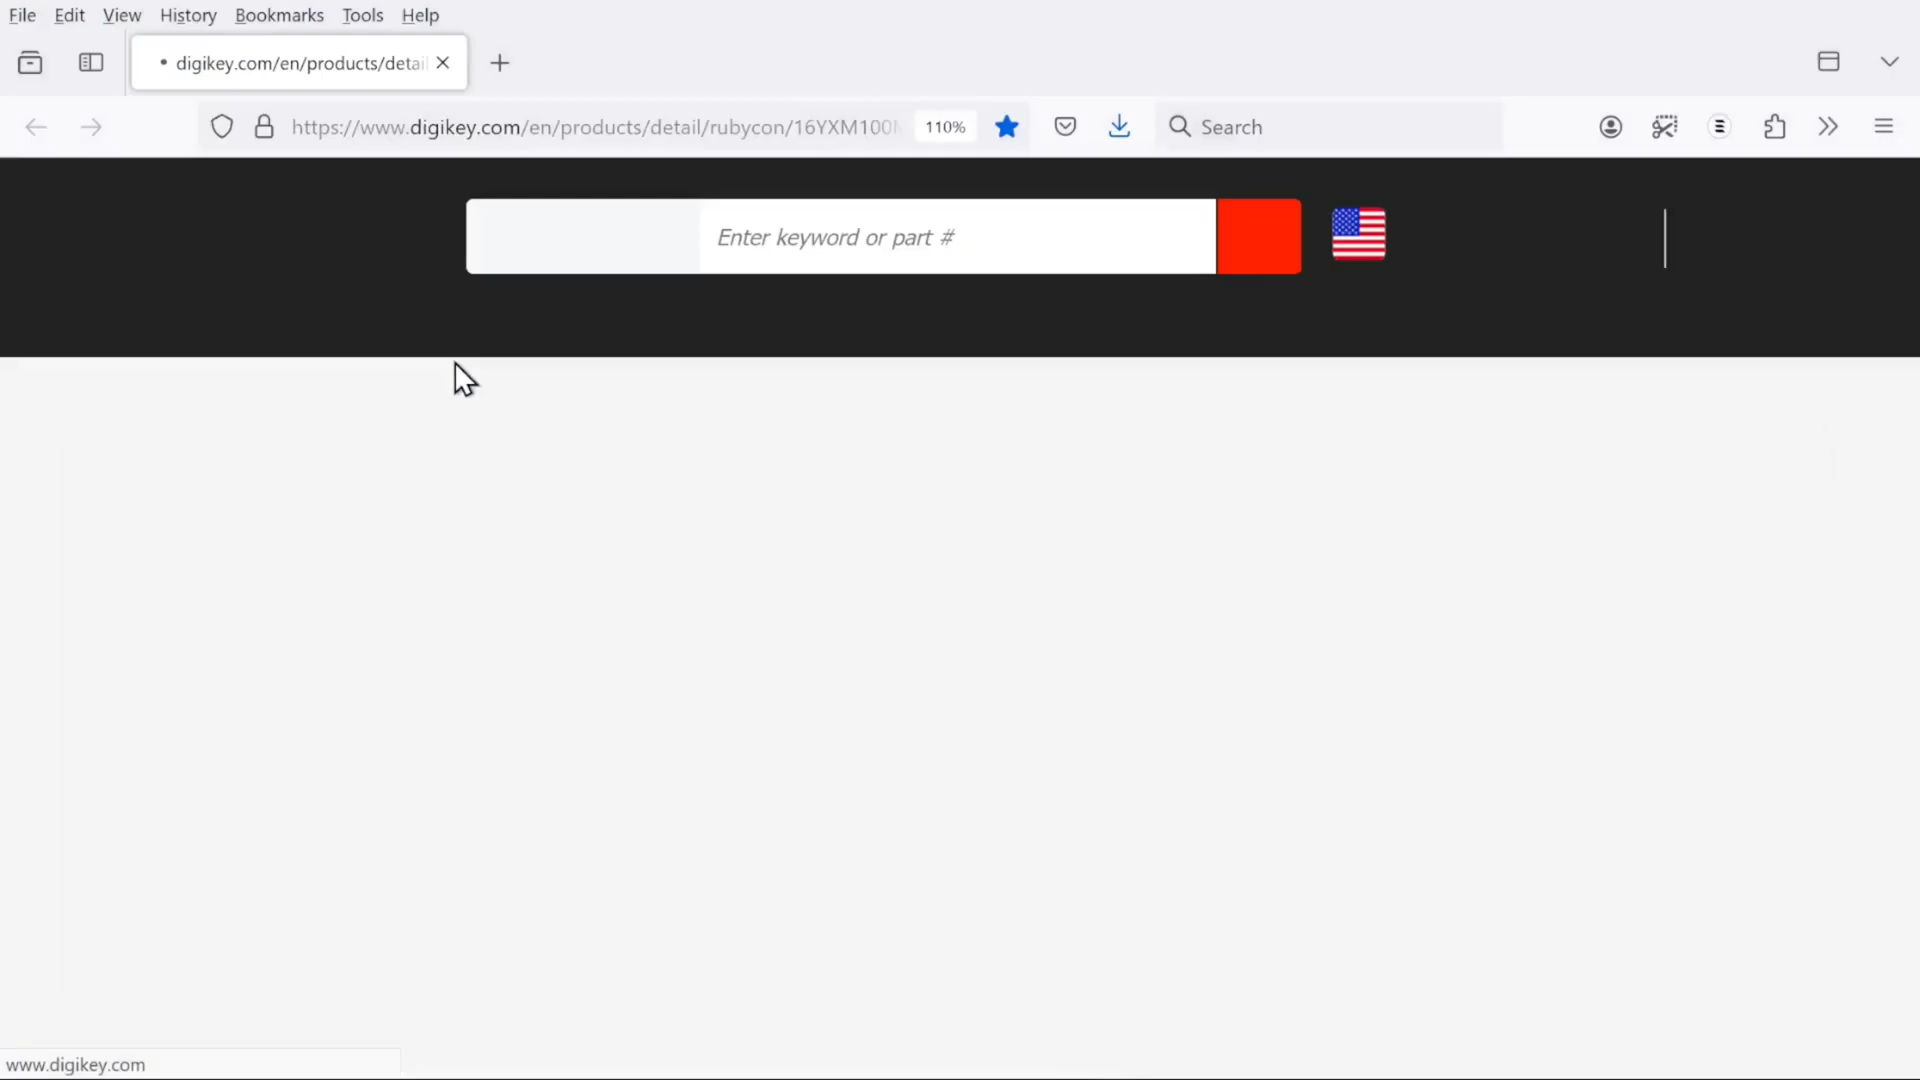 File Edit View History Bookmarks Tools Help
digikey.com/en/products/detai
https://www.digikey.com/en/products/detail/rubycon/16YXM100M
110%
Search
Enter keyword or part #
www.digikey.com